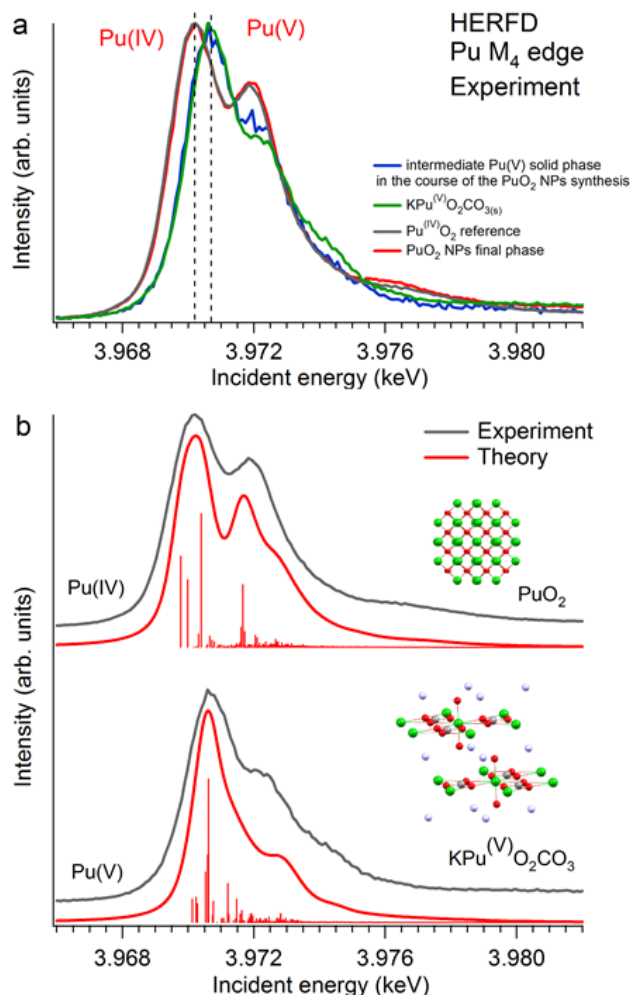 a
Pu(IV)
Pu(V)
HERFD
Pu M4 edge
Experiment
intermediate Pu(V) solid phase
in the course of the PuO2 NPs synthesis
KPu(V)O2CO3(s)
Pu(IV)O2 reference
PuO2 NPs final phase
Intensity (arb. units)
3.968 3.972 3.976 3.980
Incident energy (keV)
b
Experiment
Theory
Pu(IV)
PuO2
Intensity (arb. units)
Pu(V)
KPu(V)O2CO3
3.968 3.972 3.976 3.980
Incident energy (keV)